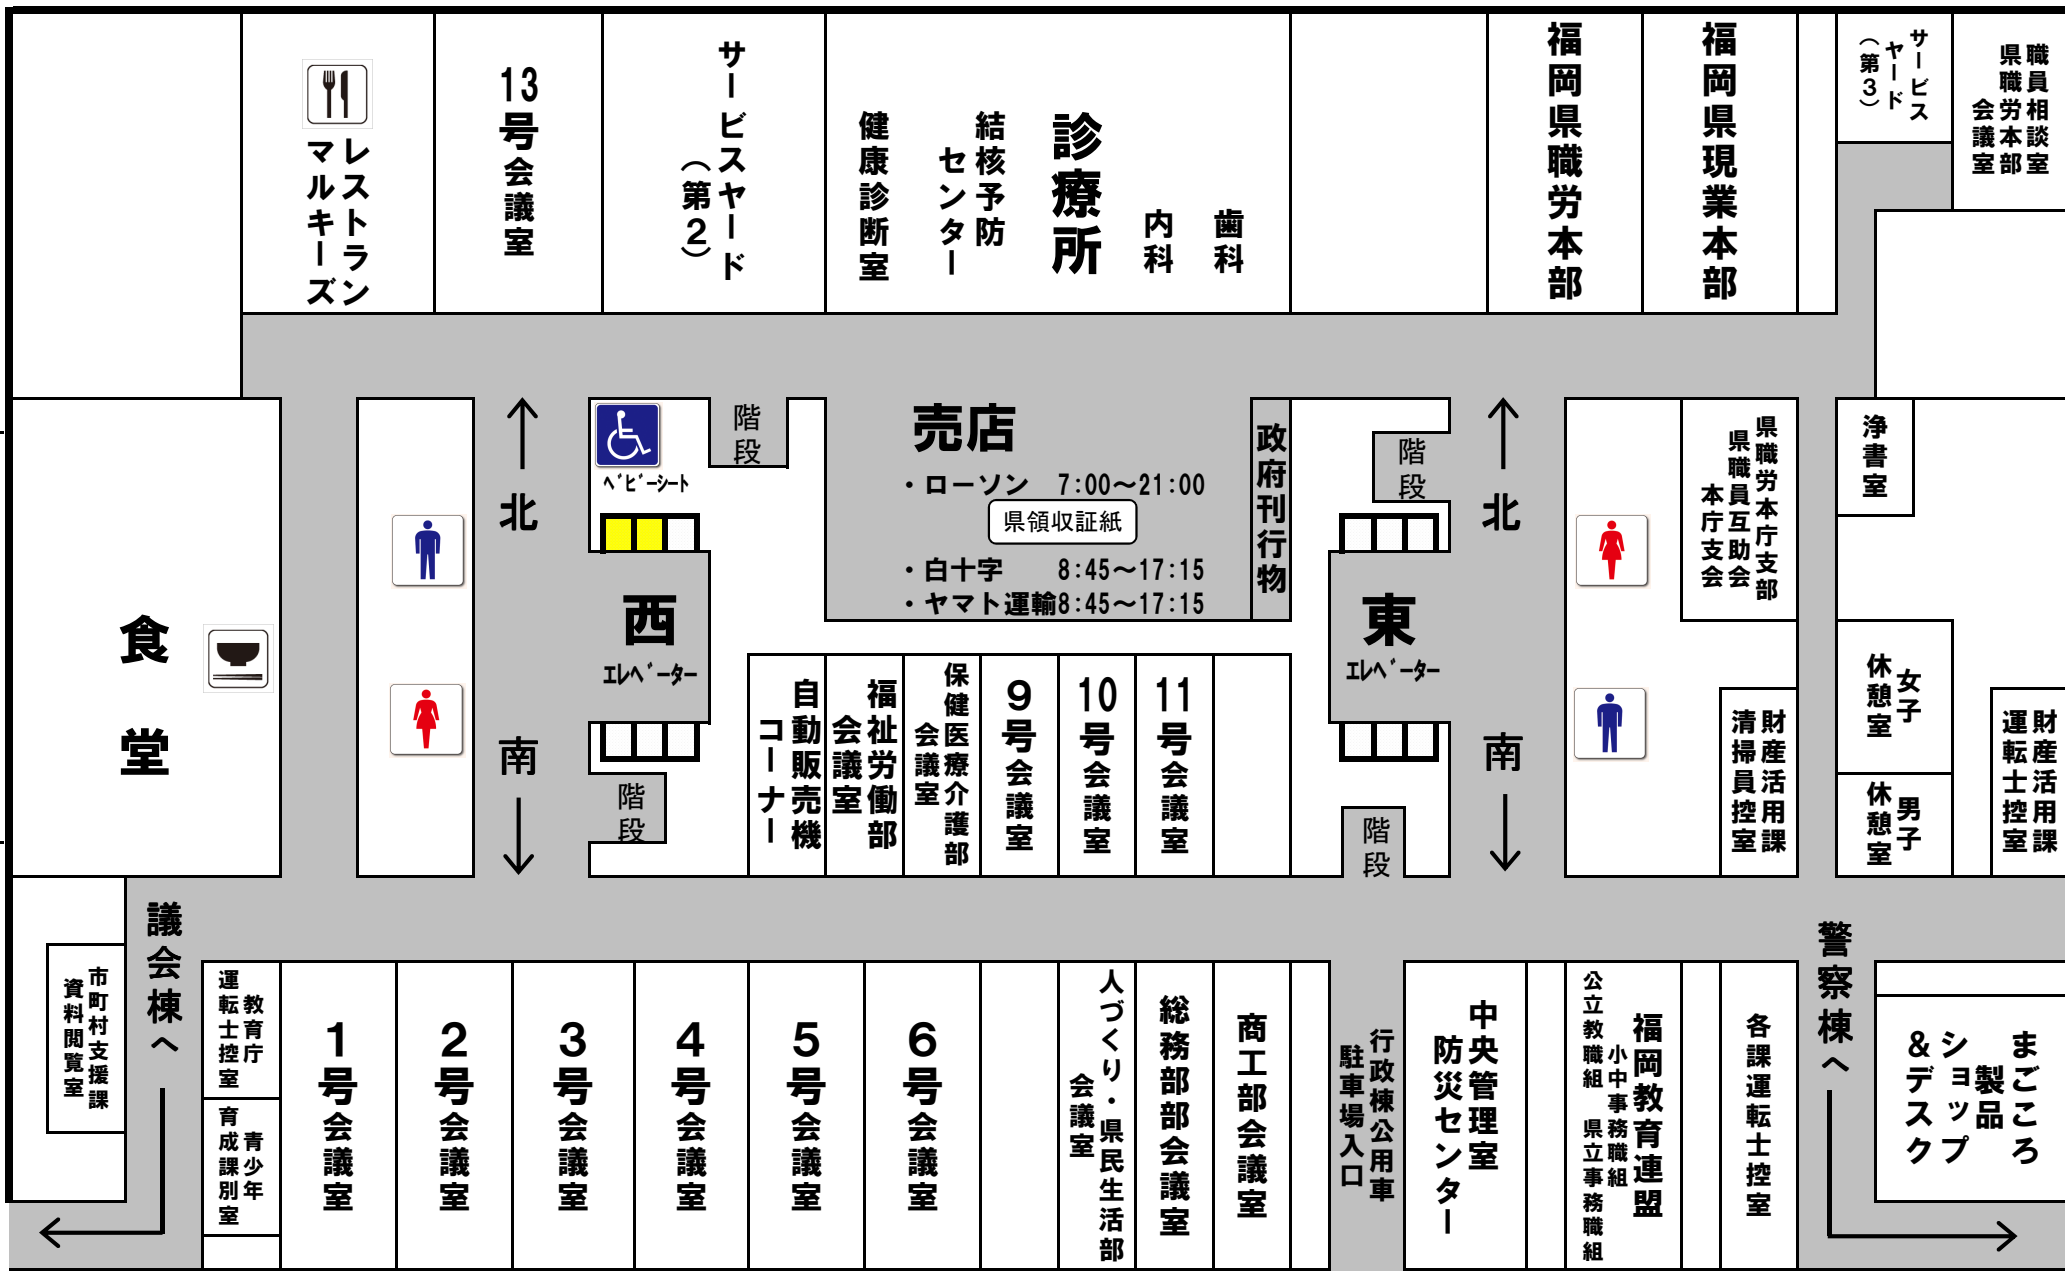 レストラン
マルキーズ
13号会議室
サービスヤード
（第２）
健康診断室
結核予防
センター
診療所
内科
歯科
福岡県職労本部
福岡県現業本部
サービス
ヤード
（第３）
職員相談室
県職労本部
会議室
食堂
北
南
ベビーシート
階段
西
エレベーター
階段
売店
・ローソン 7:00～21:00
県領収証紙
・白十字 8:45～17:15
・ヤマト運輸8:45～17:15
政府刊行物
階段
東
エレベーター
階段
北
南
県職労本庁支部
県職員互助会
本庁支会
浄書室
女子
休憩室
男子
休憩室
財産活用課
清掃員控室
財産活用課
運転士控室
自動販売機
コーナー
福祉労働部
会議室
保健医療介護部
会議室
９号会議室
10号会議室
11号会議室
議会棟へ
市町村支援課
資料閲覧室
教育庁
運転士控室
青少年
育成課別室
１号会議室
２号会議室
３号会議室
４号会議室
５号会議室
６号会議室
人づくり・県民生活部
会議室
総務部部会議室
商工部会議室
行政棟公用車
駐車場入口
中央管理室
防災センター
福岡教育連盟
小中事務職組
公立教職組 県立事務職組
各課運転士控室
警察棟へ
まごころ
製品
ショップ
＆デスク